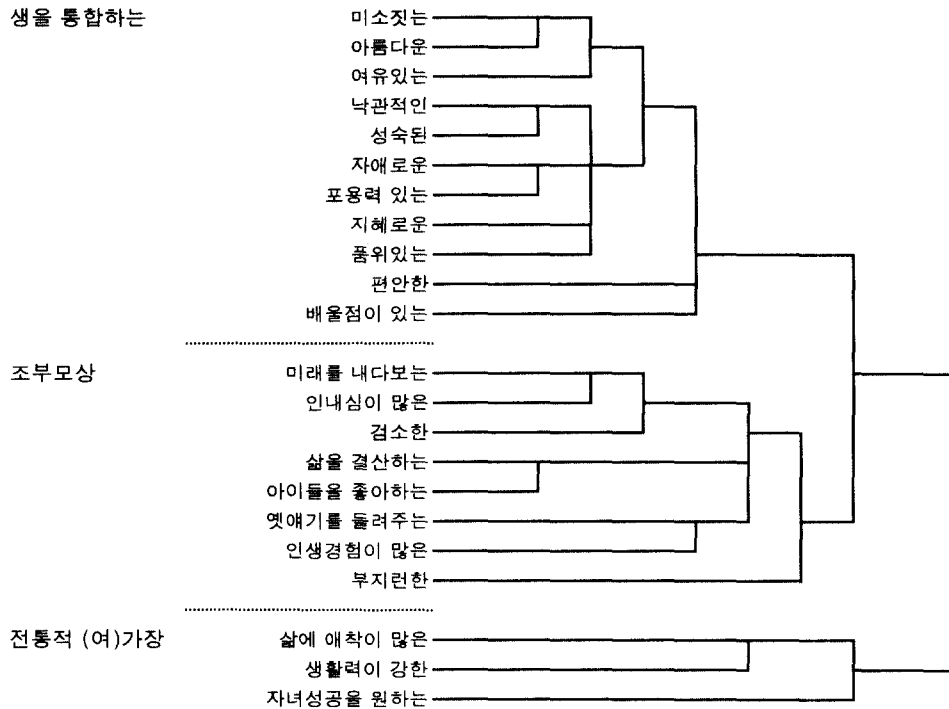 생을 통합하는
미소짓는
아름다운
여유있는
낙관적인
성숙된
자애로운
포용력 있는
지혜로운
품위있는
편안한
배울점이 있는
조부모상
미래를 내다보는
인내심이 많은
검소한
삶을 결산하는
아이들을 좋아하는
옛얘기를 들려주는
인생경험이 많은
부지런한
전통적 (여)가장
삶에 애착이 많은
생활력이 강한
자녀성공을 원하는